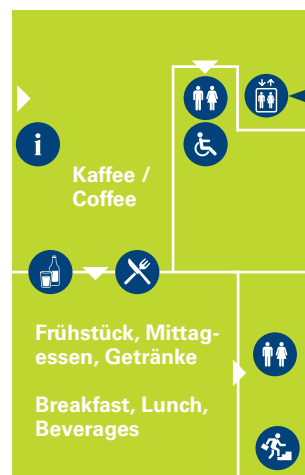 i
Kaffee /
Coffee
Frühstück, Mittag-
essen, Getränke
Breakfast, Lunch,
Beverages